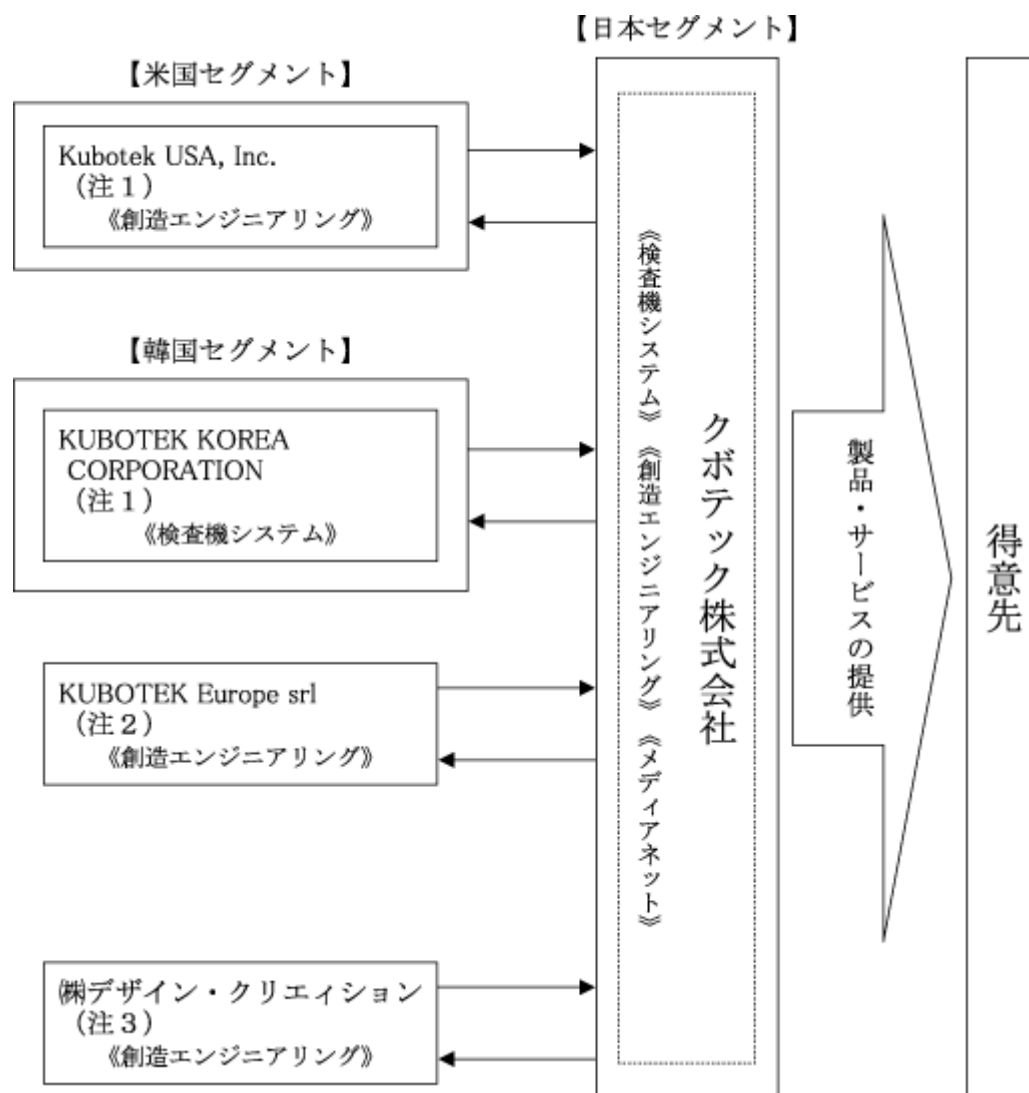 【日本セグメント】
【米国セグメント】
Kubotek USA, Inc.
（注１）
《創造エンジニアリング》
【韓国セグメント】
KUBOTEK KOREA
CORPORATION
（注１）
《検査機システム》
KUBOTEK Europe srl
（注２）
《創造エンジニアリング》
㈱デザイン・クリエィション
（注３）
《創造エンジニアリング》
《検査機システム》《創造エンジニアリング》《メディアネット》
クボテック株式会社
製品・サービスの提供
得意先